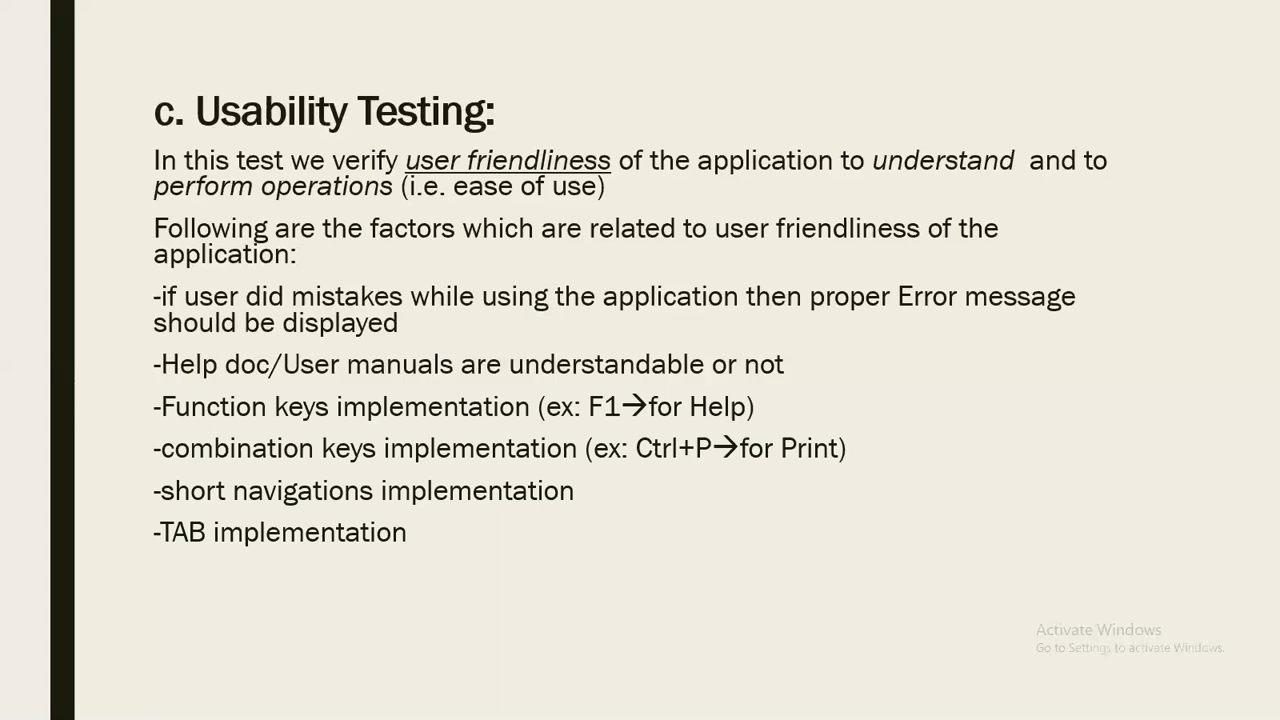 c. Usability Testing:
In this test we verify user friendliness of the application to understand  and to
perform operations (i.e. ease of use)
Following are the factors which are related to user friendliness of the
application:
-if user did mistakes while using the application then proper Error message
should be displayed
-Help doc/User manuals are understandable or not
-Function keys implementation (ex: F1→for Help)
-combination keys implementation (ex: Ctrl+P→for Print)
-short navigations implementation
-TAB implementation
Activate Windows
Go to Settings to activate Windows.